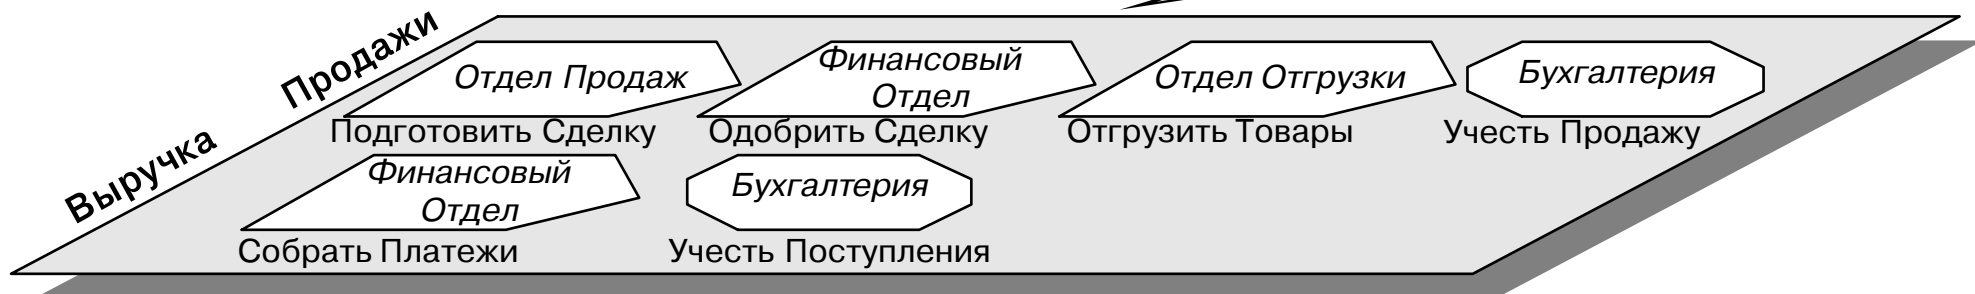 Продажи
Отдел Продаж
Финансовый
Отдел
Отдел Отгрузки
Бухгалтерия
Подготовить Сделку
Одобрить Сделку
Отгрузить Товары
Учесть Продажу
Выручка
Финансовый
Отдел
Бухгалтерия
Собрать Платежи
Учесть Поступления